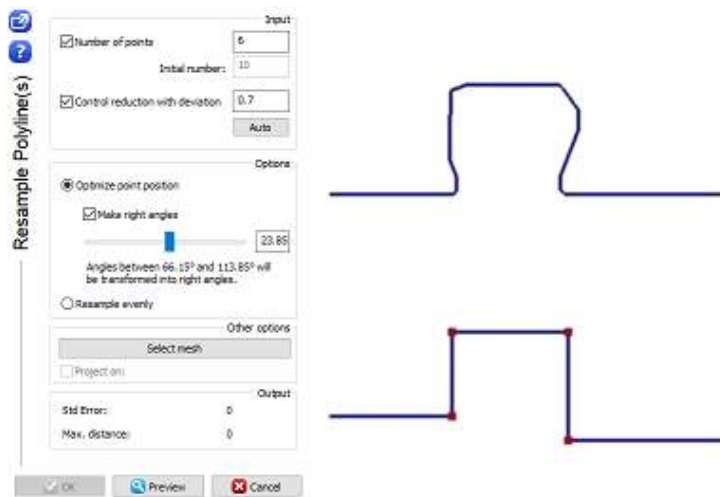 Resample Polyline(s)
Input
Number of points 6
Initial number: 10
Control reduction with deviation 0.7
Auto
Options
Optimize point position
Make right angles
23.85
Angles between 66.15° and 113.85° will
be transformed into right angles.
Resample evenly
Other options
Select mesh
Project on:
Output
Std Error: 0
Max. distance: 0
OK Preview Cancel